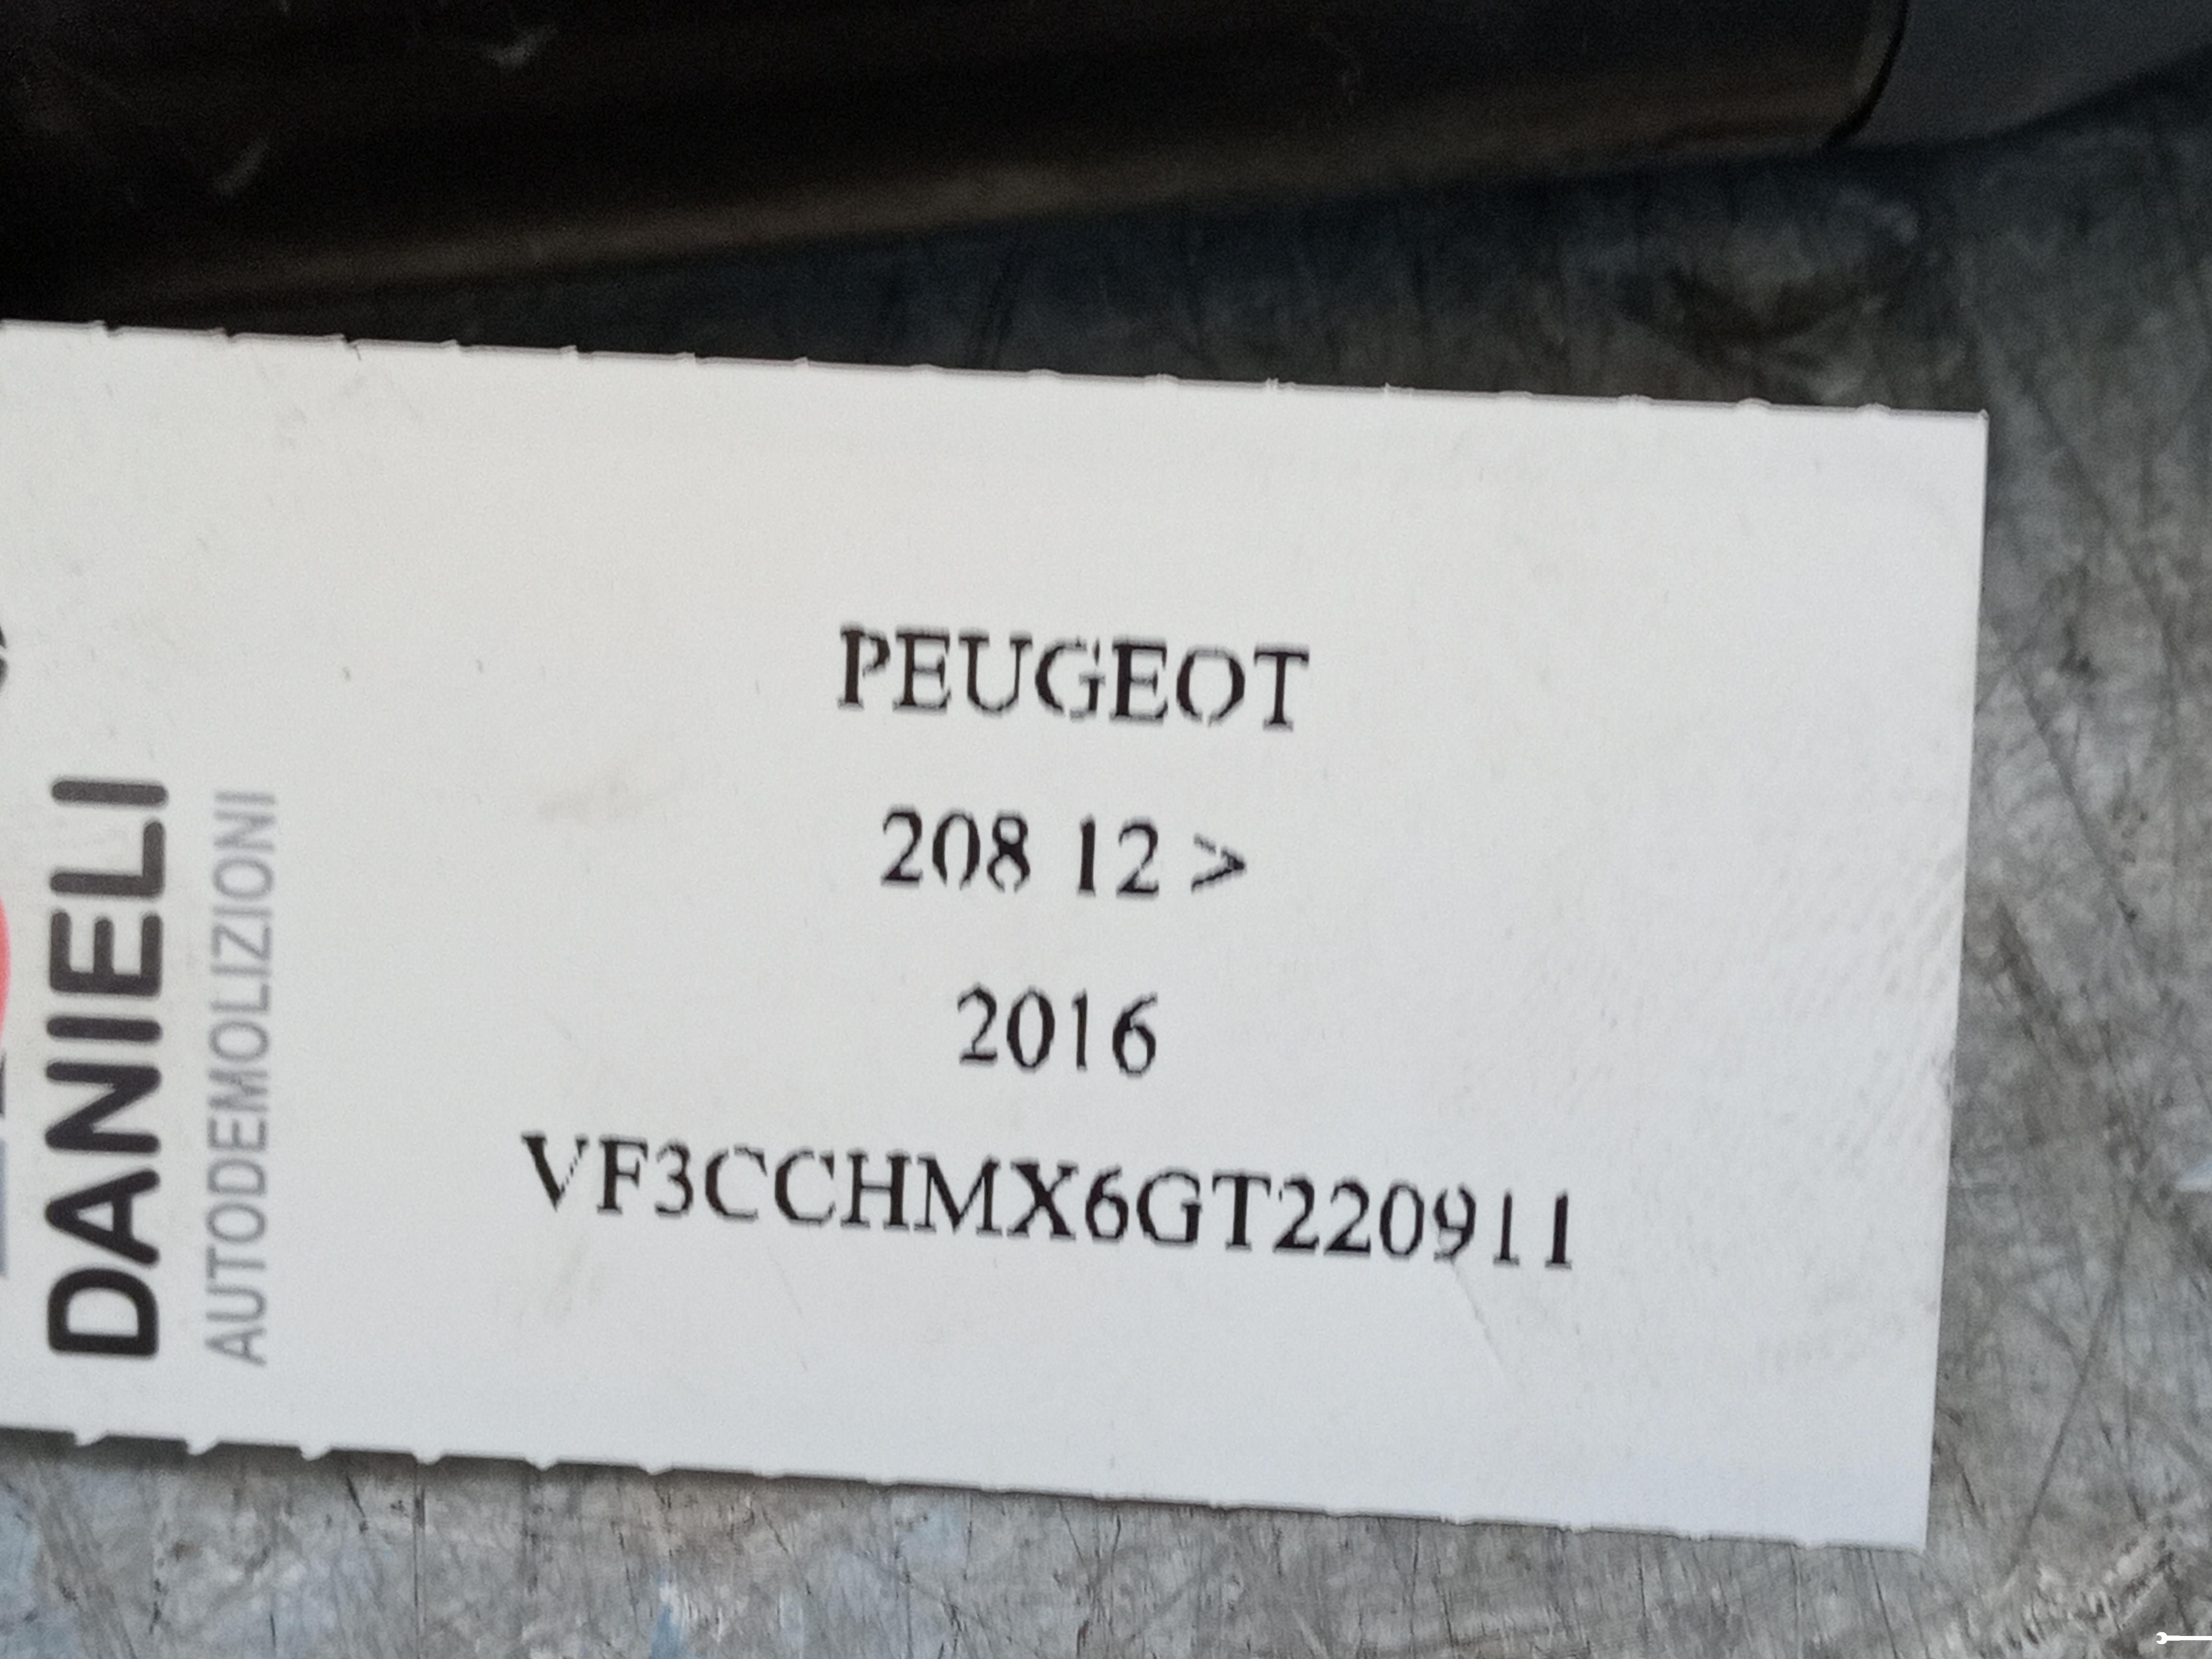 DANIELI
AUTODEMOLIZIONI
PEUGEOT
208 12 >
2016
VF3CCHMX6GT220911